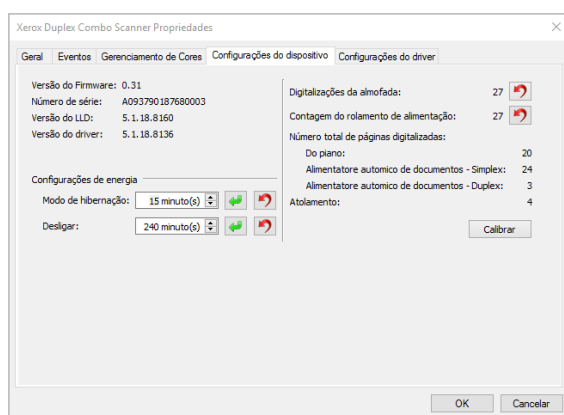 Xerox Duplex Combo Scanner Propriedades
Geral Eventos Gerenciamento de Cores Configurações do dispositivo Configurações do driver
Versão do Firmware: 0.31
Número de série: A093790187680003
Versão do LLD: 5.1.18.8160
Versão do driver: 5.1.18.8136
Configurações de energia
Modo de hibernação: 15 minuto(s)
Desligar: 240 minuto(s)
Digitalizações da almofada: 27
Contagem do rolamento de alimentação: 27
Número total de páginas digitalizadas:
Do piano: 20
Alimentatore automico de documentos - Simplex: 24
Alimentatore automico de documentos - Duplex: 3
Atolamento: 4
Calibrar
OK Cancelar